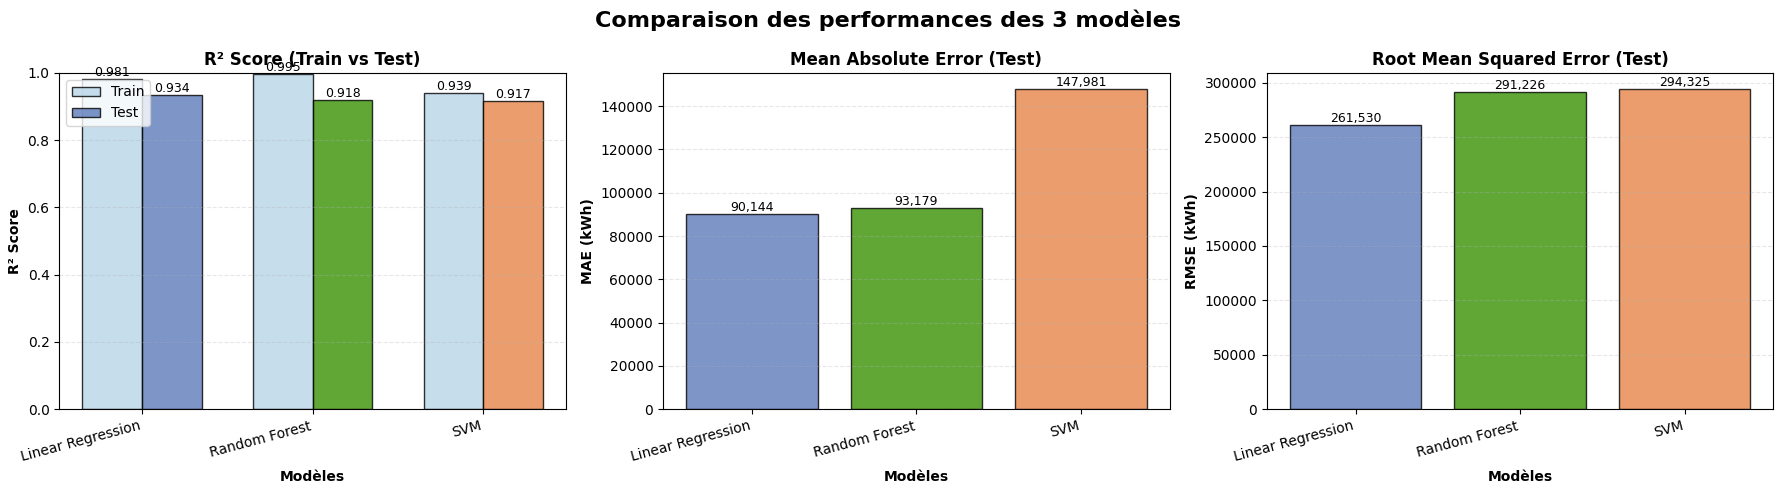 Comparaison des performances des 3 modèles
R² Score (Train vs Test)
R² Score
1.0
0.8
0.6
0.4
0.2
0.0
Train
Test
0.981
0.934
0.995
0.918
0.939
0.917
Linear Regression
Random Forest
SVM
Modèles
Mean Absolute Error (Test)
MAE (kWh)
140000
120000
100000
80000
60000
40000
20000
0
90,144
93,179
147,981
Linear Regression
Random Forest
SVM
Modèles
Root Mean Squared Error (Test)
RMSE (kWh)
300000
250000
200000
150000
100000
50000
0
261,530
291,226
294,325
Linear Regression
Random Forest
SVM
Modèles